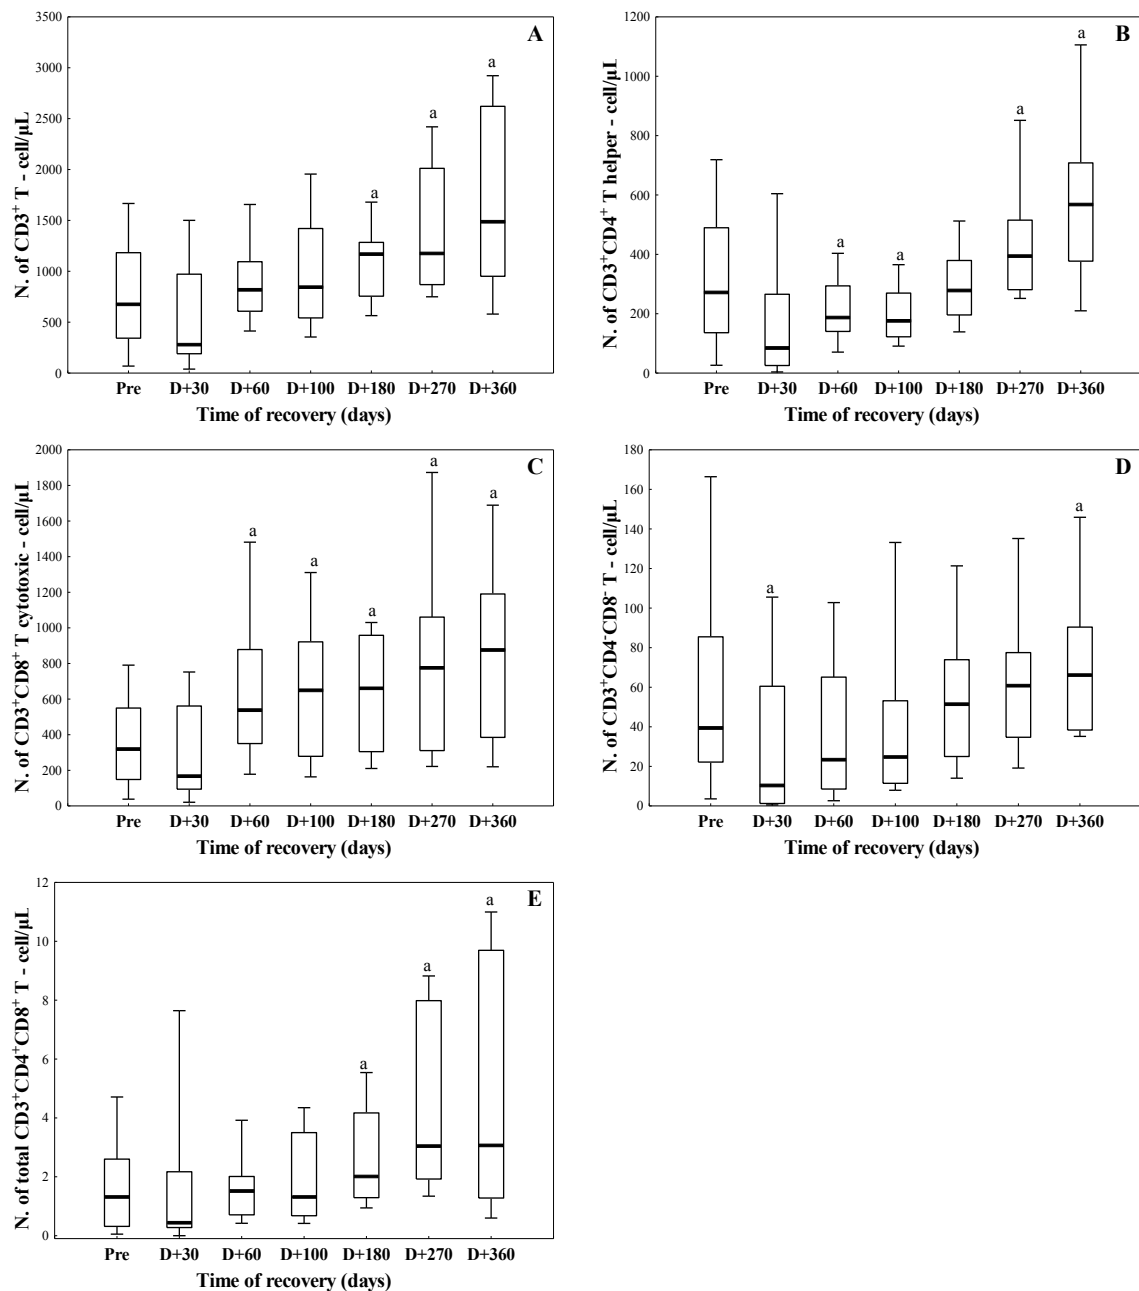 A
N. of CD3⁺ T - cell/µL
3500
3000
2500
2000
1500
1000
500
0
a
a
a
Pre D+30 D+60 D+100 D+180 D+270 D+360
Time of recovery (days)
B
N. of CD3⁺CD4⁺ T helper - cell/µL
1200
1000
800
600
400
200
0
a
a
a
a
Pre D+30 D+60 D+100 D+180 D+270 D+360
Time of recovery (days)
C
N. of CD3⁺CD8⁺ T cytotoxic - cell/µl
2000
1800
1600
1400
1200
1000
800
600
400
200
0
a
a
a
a
a
Pre D+30 D+60 D+100 D+180 D+270 D+360
Time of recovery (days)
D
N. of CD3⁺CD4⁻CD8⁻ T - cell/µL
180
160
140
120
100
80
60
40
20
0
a
a
Pre D+30 D+60 D+100 D+180 D+270 D+360
Time of recovery (days)
E
N. of total CD3⁺CD4⁺CD8⁺ T - cell/µL
12
10
8
6
4
2
0
a
a
a
Pre D+30 D+60 D+100 D+180 D+270 D+360
Time of recovery (days)